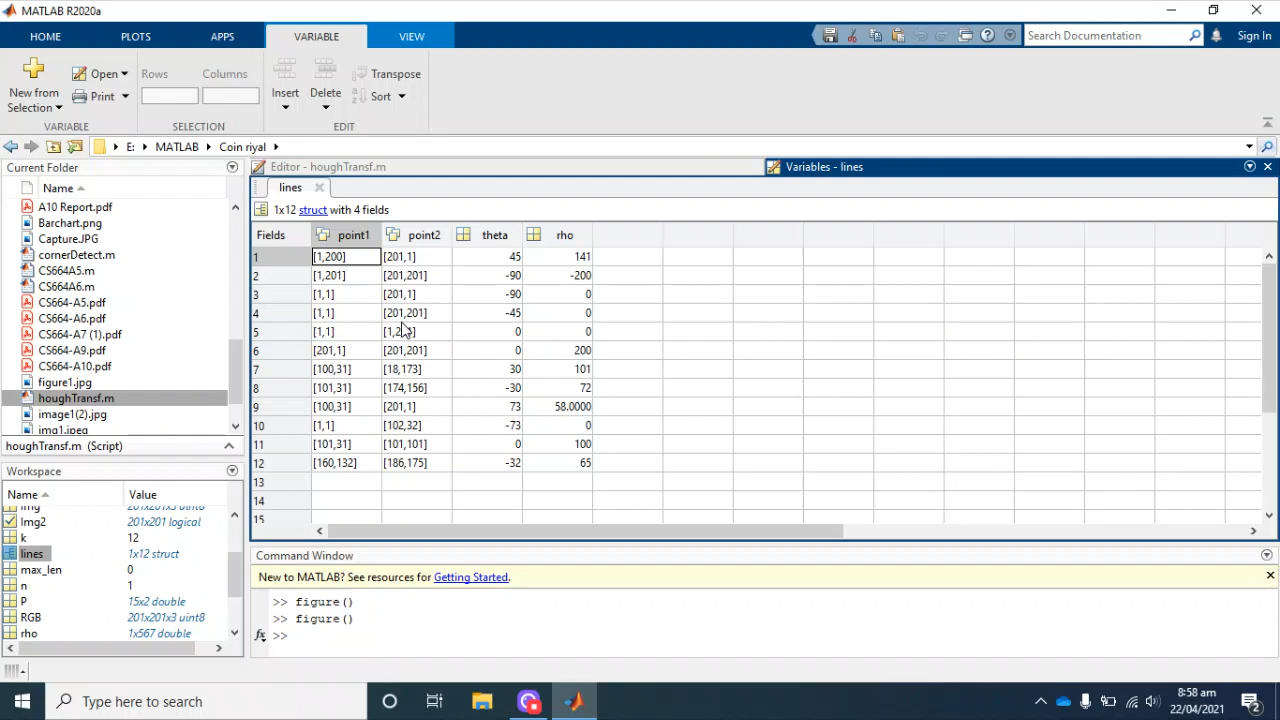 MATLAB R2020a
HOME PLOTS APPS VARIABLE VIEW
Search Documentation Sign In
New from Selection
Open
Print
Rows Columns
Insert Delete
Transpose
Sort
VARIABLE SELECTION EDIT
E: MATLAB Coin riyal
Current Folder
Name
A10 Report.pdf
Barchart.png
Capture.JPG
cornerDetect.m
CS664A5.m
CS664A6.m
CS664-A5.pdf
CS664-A6.pdf
CS664-A7 (1).pdf
CS664-A9.pdf
CS664-A10.pdf
figure1.jpg
houghTransf.m
image1(2).jpg
img1.jpeg
houghTransf.m (Script)
Workspace
Name Value
Img 201x201x3 uint8
Img2 201x201 logical
k 12
lines 1x12 struct
max_len 0
n 1
P 15x2 double
RGB 201x201x3 uint8
rho 1x567 double
Editor - houghTransf.m
Variables - lines
lines
1x12 struct with 4 fields
Fields point1 point2 theta rho
1 [1,200] [201,1] 45 141
2 [1,201] [201,201] -90 -200
3 [1,1] [201,1] -90 0
4 [1,1] [201,201] -45 0
5 [1,1] 0 0
6 [201,1] [201,201] 0 200
7 [100,31] [18,173] 30 101
8 [101,31] [174,156] -30 72
9 [100,31] [201,1] 73 58.0000
10 [1,1] [102,32] -73 0
11 [101,31] [101,101] 0 100
12 [160,132] [186,175] -32 65
13
14
15
Command Window
New to MATLAB? See resources for Getting Started.
>> figure()
>> figure()
fx >>
Type here to search
8:58 am
22/04/2021
2